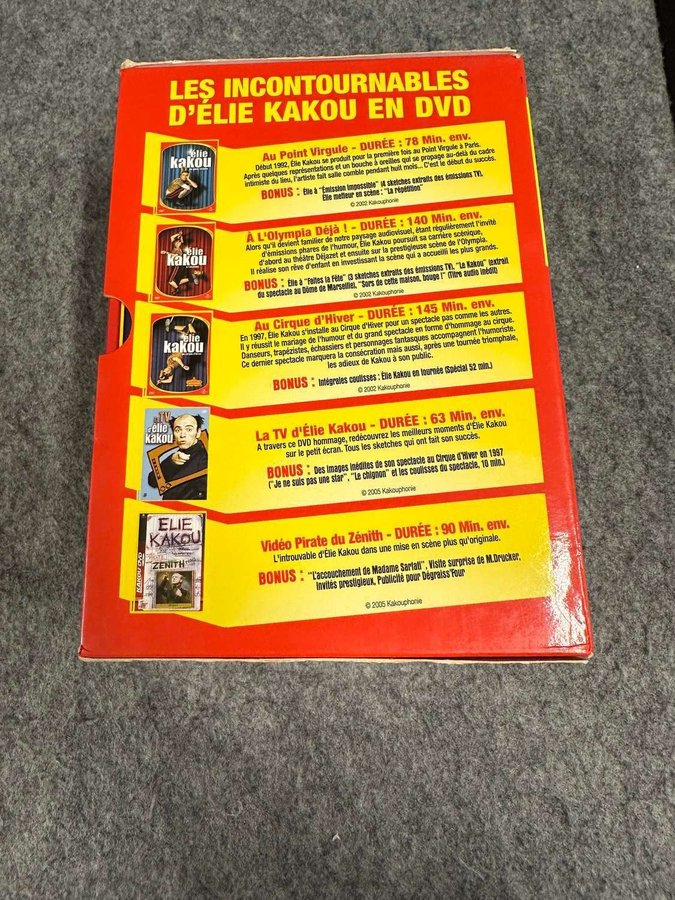 LES INCONTOURNABLES
D'ÉLIE KAKOU EN DVD
élie
kakou
Au Point Virgule - DURÉE : 78 Min. env.
Début 1992, Élie Kakou se produit pour la première fois au Point Virgule à Paris.
Après quelques représentations et un bouche à oreilles qui se propage au-delà du cadre
intimiste du lieu, l'artiste fait salle comble pendant huit mois... C'est le début du succès.
BONUS : Élie à "Émission Impossible" (4 sketches extraits des émissions TV),
Elie metteur en scène : "La répétition"
© 2002 Kakouphonie
élie
kakou
À L'Olympia Déjà ! - DURÉE : 140 Min. env.
Alors qu'il devient familier de notre paysage audiovisuel, étant régulièrement l'invité
d'émissions phares de l'humour, Élie Kakou poursuit sa carrière scénique,
d'abord au théâtre Déjazet et ensuite sur la prestigieuse scène de l'Olympia.
Il réalise son rêve d'enfant en investissant la scène qui a accueilli les plus grands.
BONUS : Élie à "Faites la Fête" (3 sketches extraits des émissions TV), "Le Kakou" (extrait
du spectacle au Dôme de Marseille), "Sors de cette maison, bouge !" (Titre audio inédit)
© 2002 Kakouphonie
élie
kakou
Au Cirque d'Hiver - DURÉE : 145 Min. env.
En 1997, Élie Kakou s'installe au Cirque d'Hiver pour un spectacle pas comme les autres.
Il y réussit le mariage de l'humour et du grand spectacle en forme d'hommage au cirque.
Danseurs, trapézistes, échassiers et personnages fantasques accompagnent l'humoriste.
Ce dernier spectacle marquera la consécration mais aussi, après une tournée triomphale,
les adieux de Kakou à son public.
BONUS : Intégrales coulisses : Élie Kakou en tournée (Spécial 52 min.)
© 2002 Kakouphonie
la TV
d'élie
kakou
La TV d'Élie Kakou - DURÉE : 63 Min. env.
A travers ce DVD hommage, redécouvrez les meilleurs moments d'Élie Kakou
sur le petit écran. Tous les sketches qui ont fait son succès.
BONUS : Des images inédites de son spectacle au Cirque d'Hiver en 1997
("Je ne suis pas une star", "Le chignon" et les coulisses du spectacle, 10 min.)
© 2005 Kakouphonie
ELIE
KAKOU
ZENITH
KAKOU DVD
Vidéo Pirate du Zénith - DURÉE : 90 Min. env.
L'introuvable d'Élie Kakou dans une mise en scène plus qu'originale.
BONUS : "L'accouchement de Madame Sarfati", Visite surprise de M.Drucker,
Invités prestigieux, Publicité pour Dégraiss'Four
© 2005 Kakouphonie